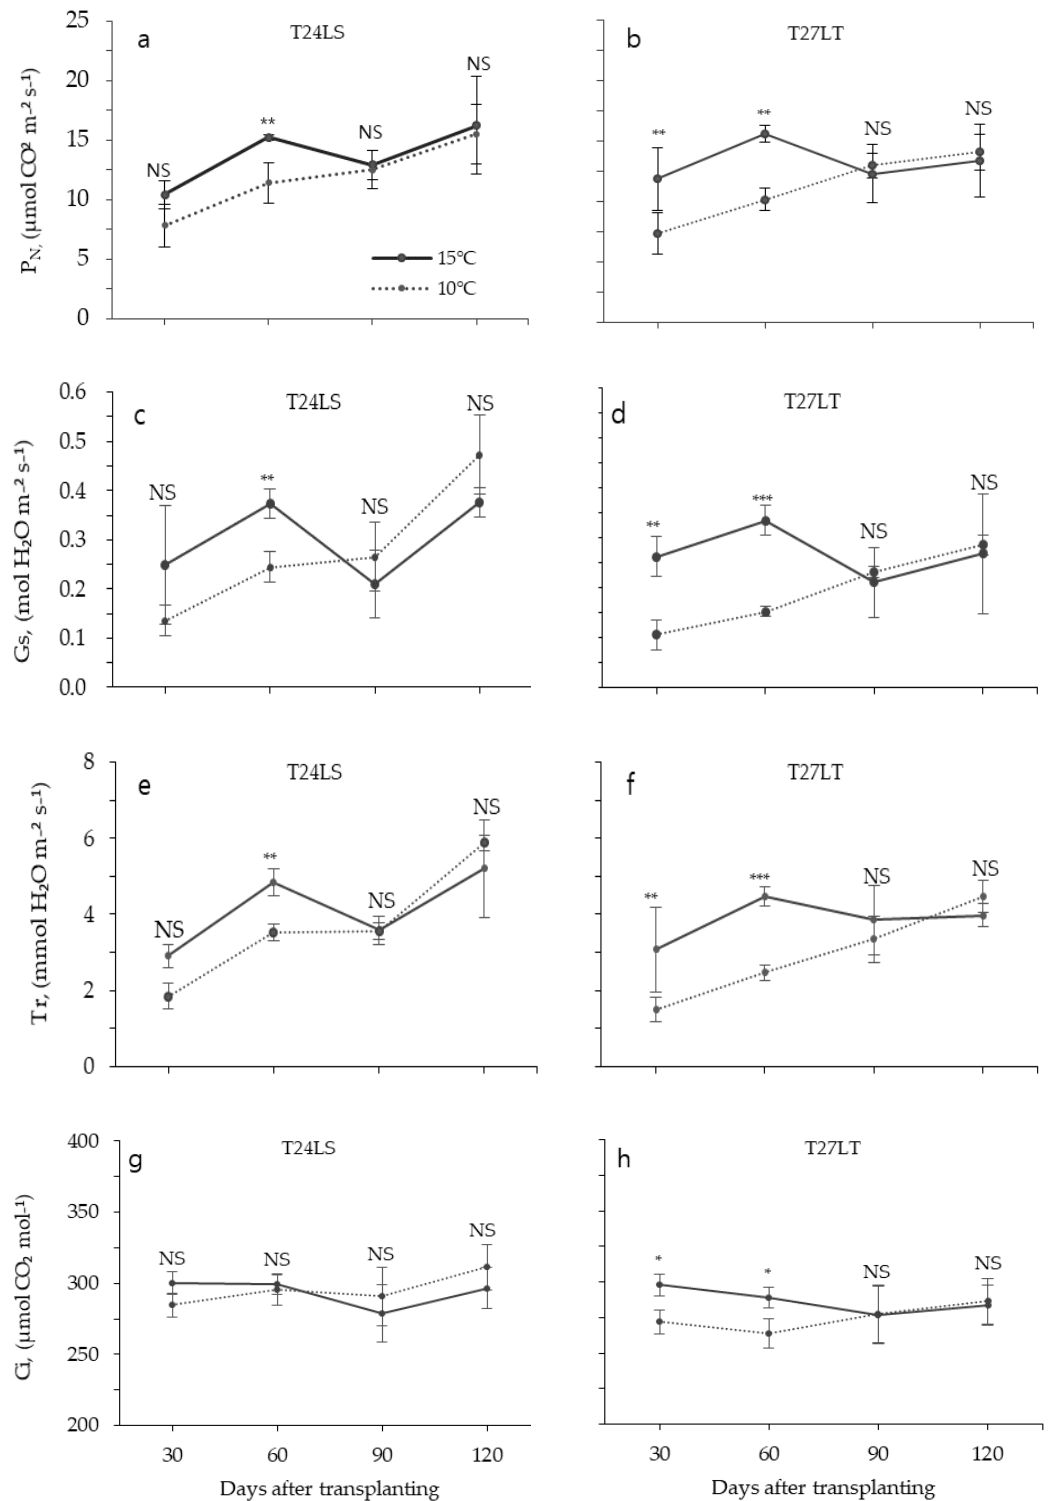 a T24LS
b T27LT
25
20
15
10
5
0
P_N, (μmol CO² m⁻² s⁻¹)
NS
**
NS
NS
**
**
NS
NS
15℃
10℃
c T24LS
d T27LT
0.6
0.5
0.4
0.3
0.2
0.1
0.0
Gs, (mol H₂O m⁻² s⁻¹)
NS
**
NS
NS
**
***
NS
NS
e T24LS
f T27LT
8
6
4
2
0
Tr, (mmol H₂O m⁻² s⁻¹)
NS
**
NS
NS
**
***
NS
NS
g T24LS
h T27LT
400
350
300
250
200
Ci, (μmol CO₂ mol⁻¹)
NS
NS
NS
NS
*
*
NS
NS
30 60 90 120
30 60 90 120
Days after transplanting
Days after transplanting